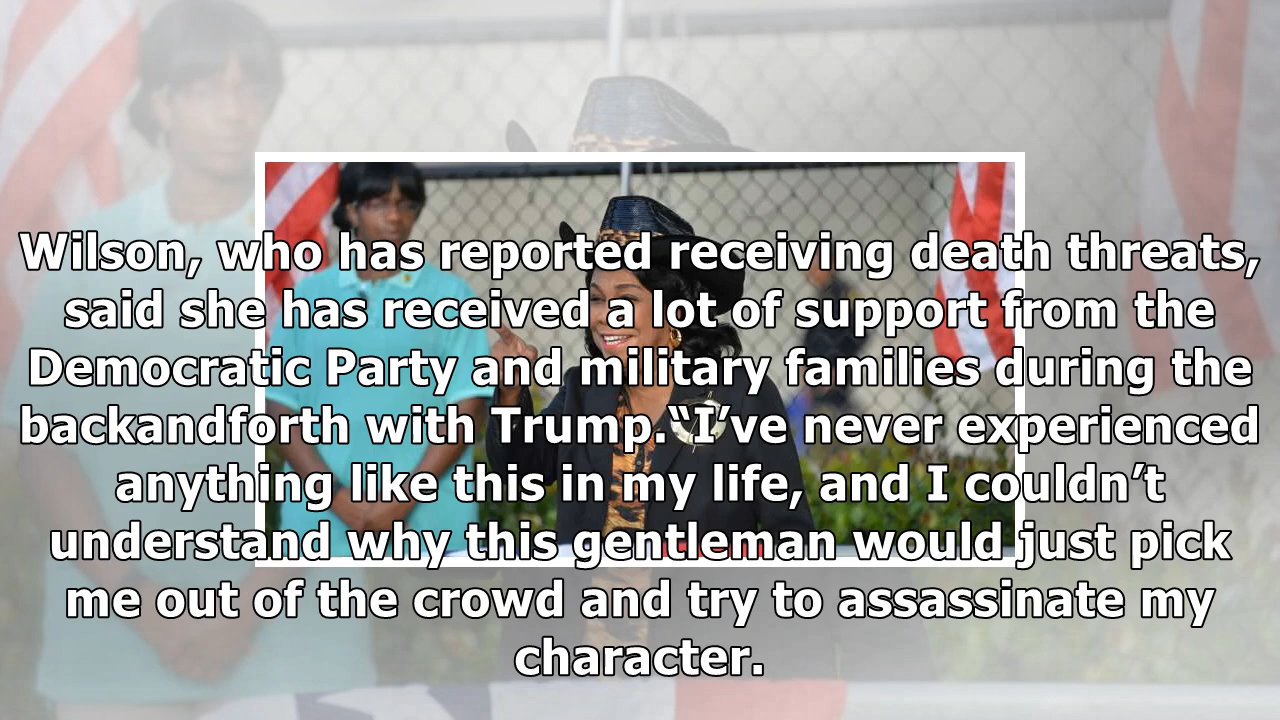 Wilson, who has reported receiving death threats,
said she has received a lot of support from the
Democratic Party and military families during the
backandforth with Trump.“I’ve never experienced
anything like this in my life, and I couldn’t
understand why this gentleman would just pick
me out of the crowd and try to assassinate my
character.